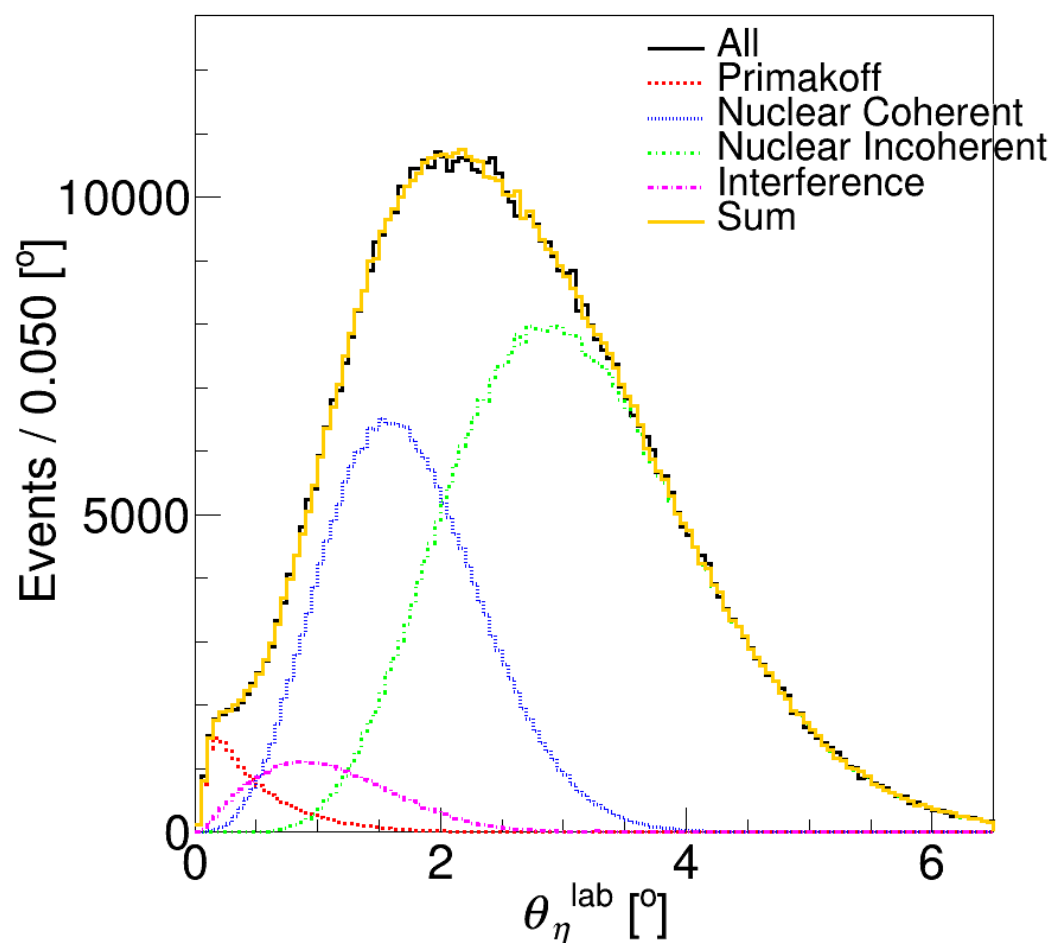 All
Primakoff
Nuclear Coherent
Nuclear Incoherent
Interference
Sum
Events / 0.050 [º]
10000
5000
0
0 2 4 6
θη lab [º]